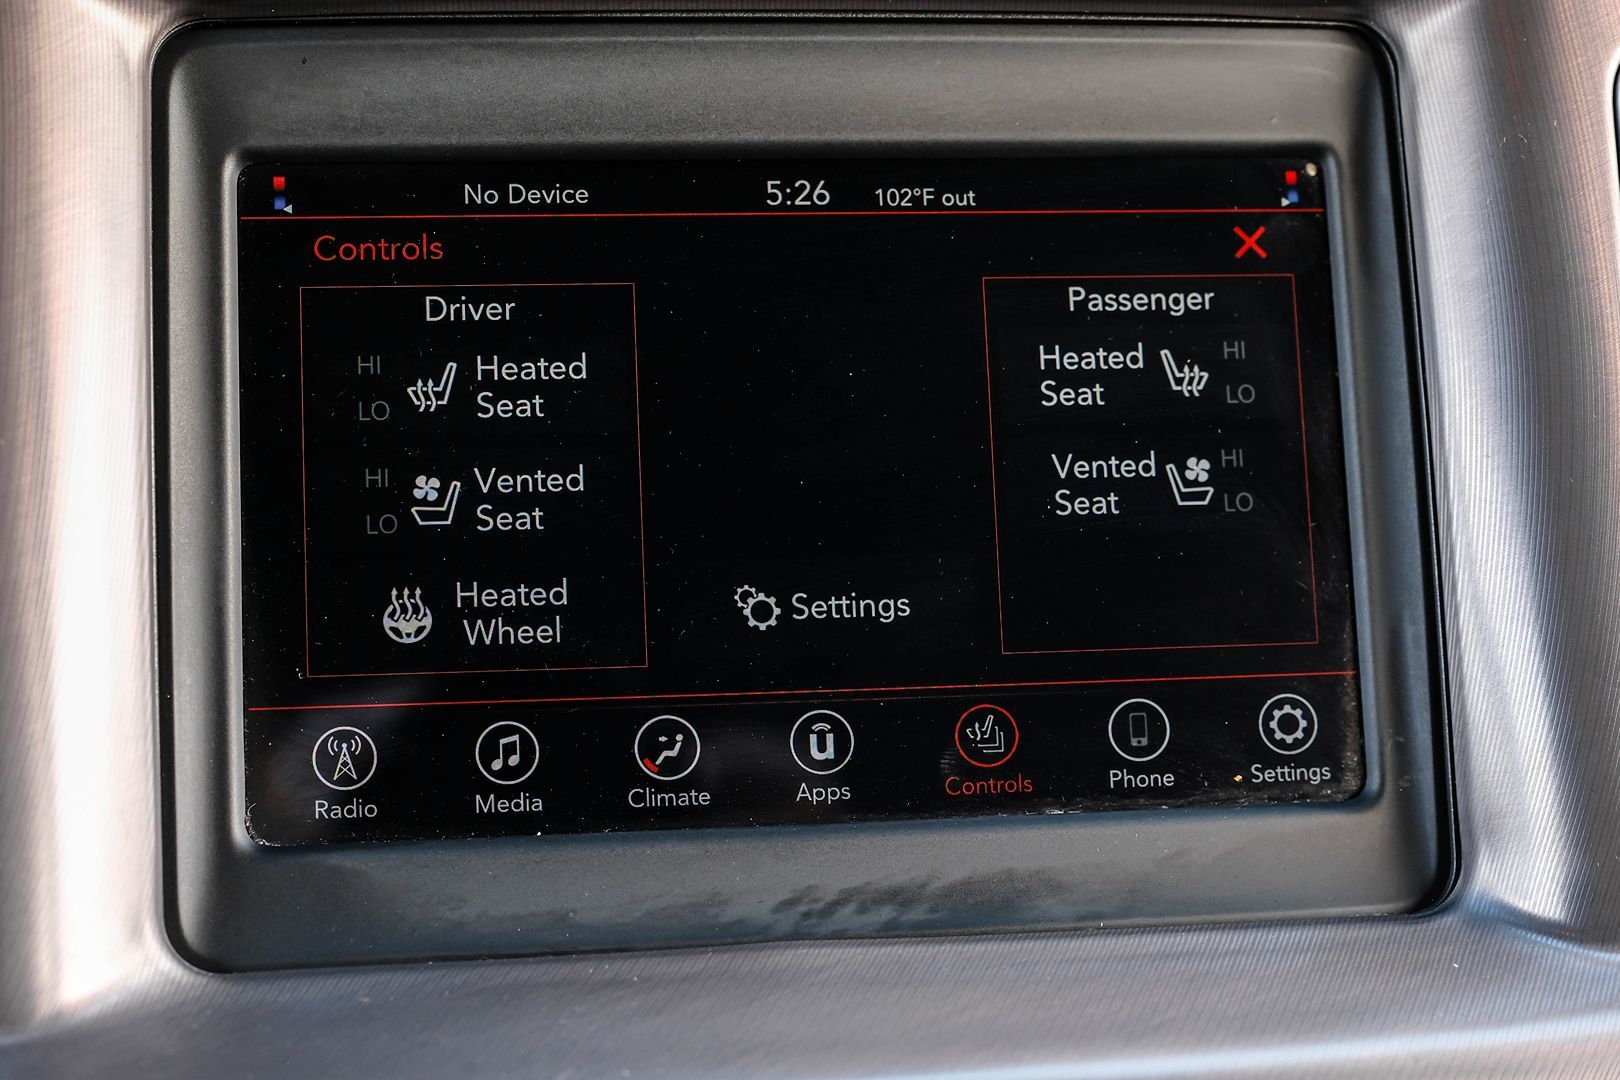 No Device 5:26 102°F out
Controls
Driver
HI
LO
Heated
Seat
HI
LO
Vented
Seat
Heated
Wheel
Settings
Passenger
Heated
Seat
HI
LO
Vented
Seat
HI
LO
Radio Media Climate Apps Controls Phone Settings